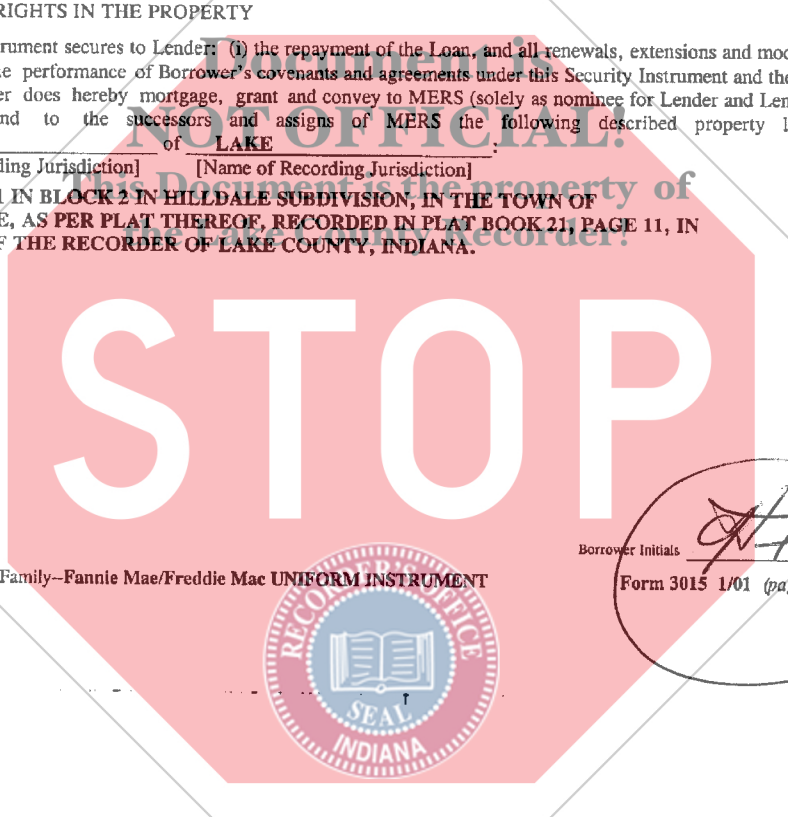 RIGHTS IN THE PROPERTY
rument secures to Lender: (i) the repayment of the Loan, and all renewals, extensions and mod
e performance of Borrower's covenants and agreements under this Security Instrument and the
er does hereby mortgage, grant and convey to MERS (solely as nominee for Lender and Len
nd to the successors and assigns of MERS the following described property l
of LAKE :
ding Jurisdiction] [Name of Recording Jurisdiction]
1 IN BLOCK 2 IN HILLDALE SUBDIVISION, IN THE TOWN OF
E, AS PER PLAT THEREOF, RECORDED IN PLAT BOOK 21, PAGE 11, IN
F THE RECORDER OF LAKE COUNTY, INDIANA.
Document is
NOT OFFICIAL!
This Document is the property of
the Lake County Recorder!
STOP
Borrower Initials
Family--Fannie Mae/Freddie Mac UNIFORM INSTRUMENT
Form 3015 1/01 (pa
RECORDER'S OFFICE
SEAL
INDIANA